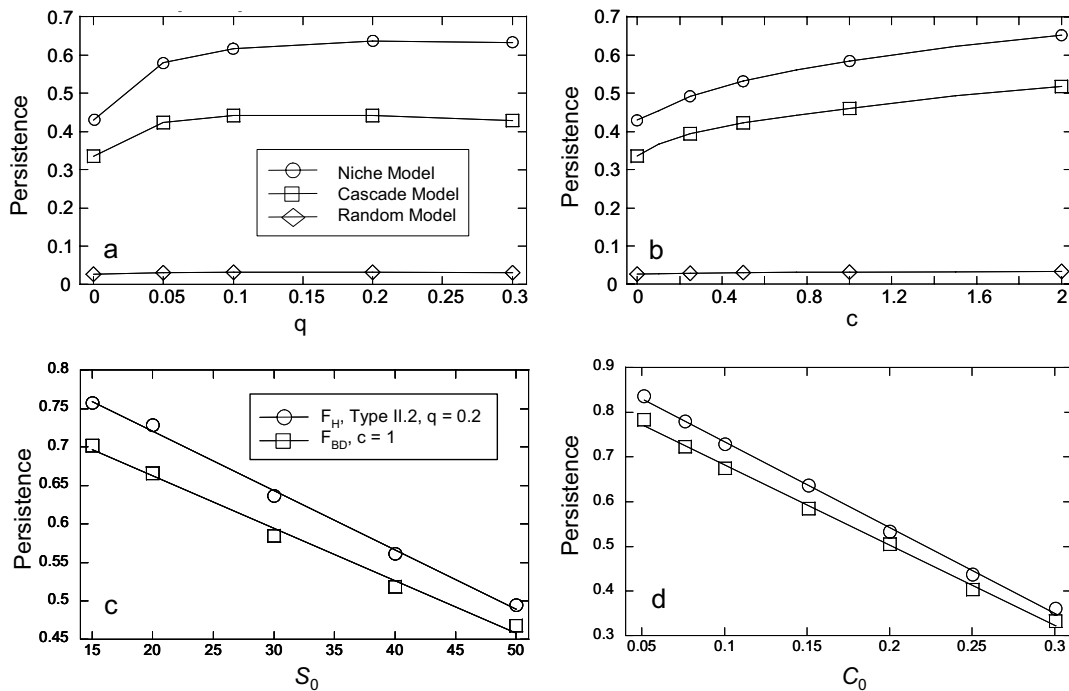 0.7
0.6
0.5
0.4
0.3
0.2
0.1
0
Persistence
Niche Model
Cascade Model
Random Model
a
0 0.05 0.1 0.15 0.2 0.25 0.3
q
0.7
0.6
0.5
0.4
0.3
0.2
0.1
0
Persistence
b
0 0.4 0.8 1.2 1.6 2
c
0.8
0.75
0.7
0.65
0.6
0.55
0.5
0.45
Persistence
F_H, Type II.2, q = 0.2
F_BD, c = 1
c
15 20 25 30 35 40 45 50
S_0
0.9
0.8
0.7
0.6
0.5
0.4
0.3
Persistence
d
0.05 0.1 0.15 0.2 0.25 0.3
C_0